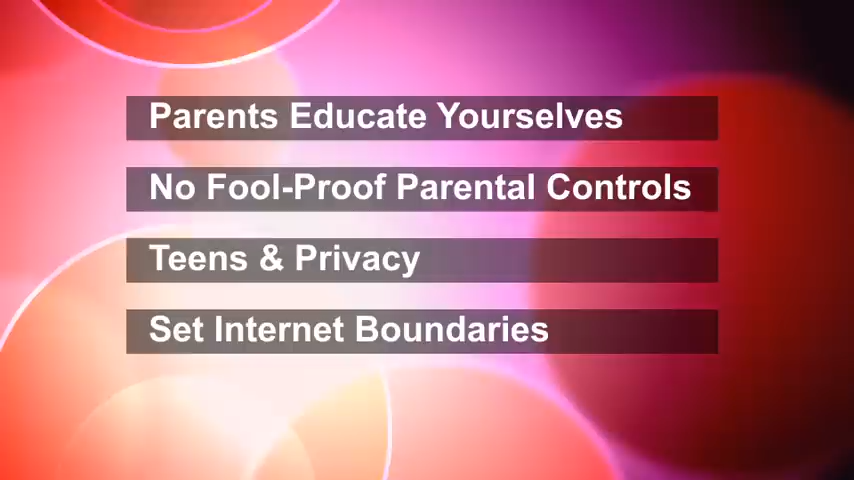 Parents Educate Yourselves
No Fool-Proof Parental Controls
Teens & Privacy
Set Internet Boundaries